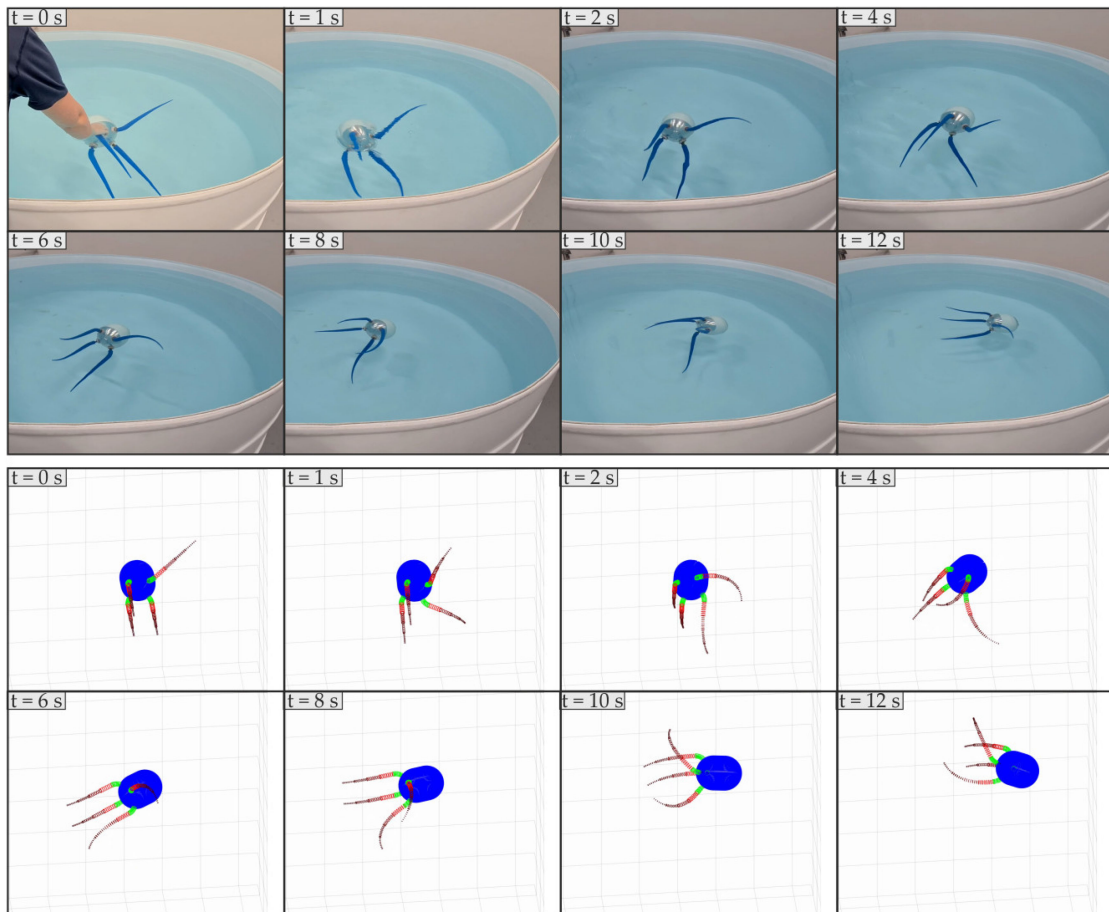 t = 0 s
t = 1 s
t = 2 s
t = 4 s
t = 6 s
t = 8 s
t = 10 s
t = 12 s
t = 0 s
t = 1 s
t = 2 s
t = 4 s
t = 6 s
t = 8 s
t = 10 s
t = 12 s